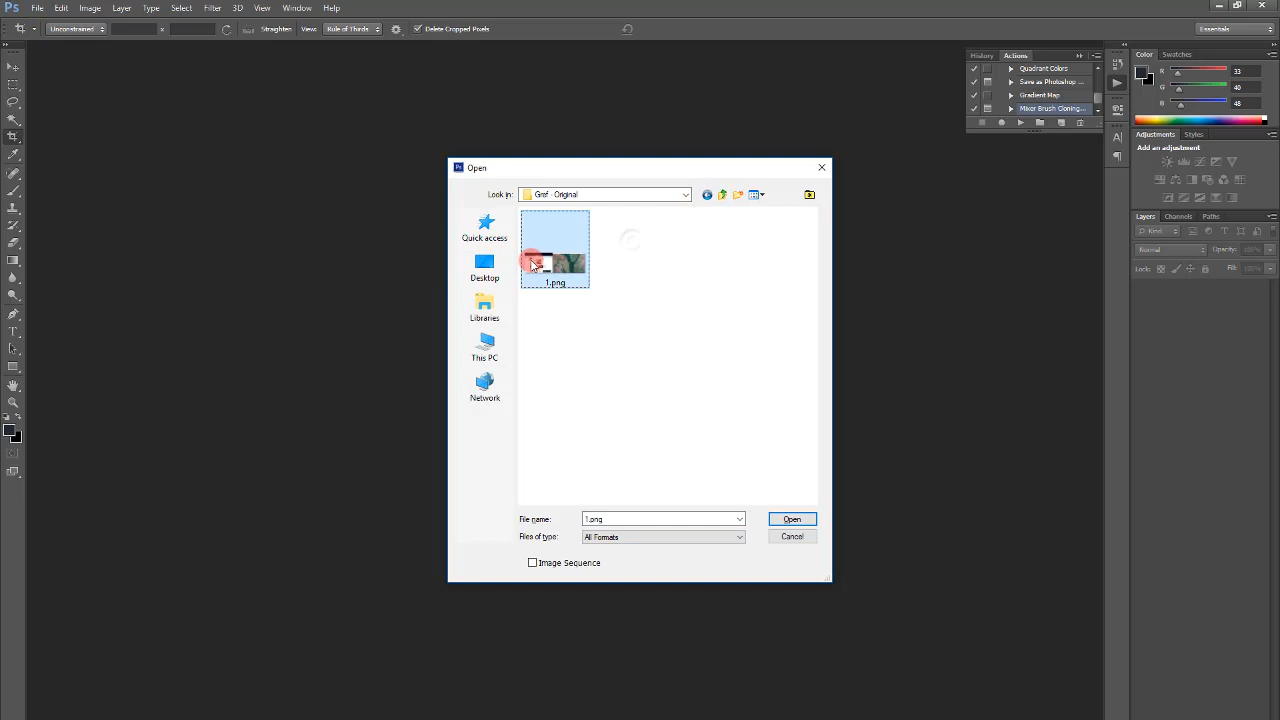 Ps File Edit Image Layer Type Select Filter 3D View Window Help
Unconstrained x Straighten View: Rule of Thirds Delete Cropped Pixels Essentials
History Actions
Quadrant Colors
Save as Photoshop ...
Gradient Map
Mixer Brush Cloning...
Color Swatches
R 33
G 40
B 48
Adjustments Styles
Add an adjustment
Layers Channels Paths
Kind
Normal Opacity:
Lock: Fill:
Ps Open
Look in: Gref - Original
Quick access
Desktop
Libraries
This PC
Network
1.png
File name: 1.png Open
Files of type: All Formats Cancel
Image Sequence